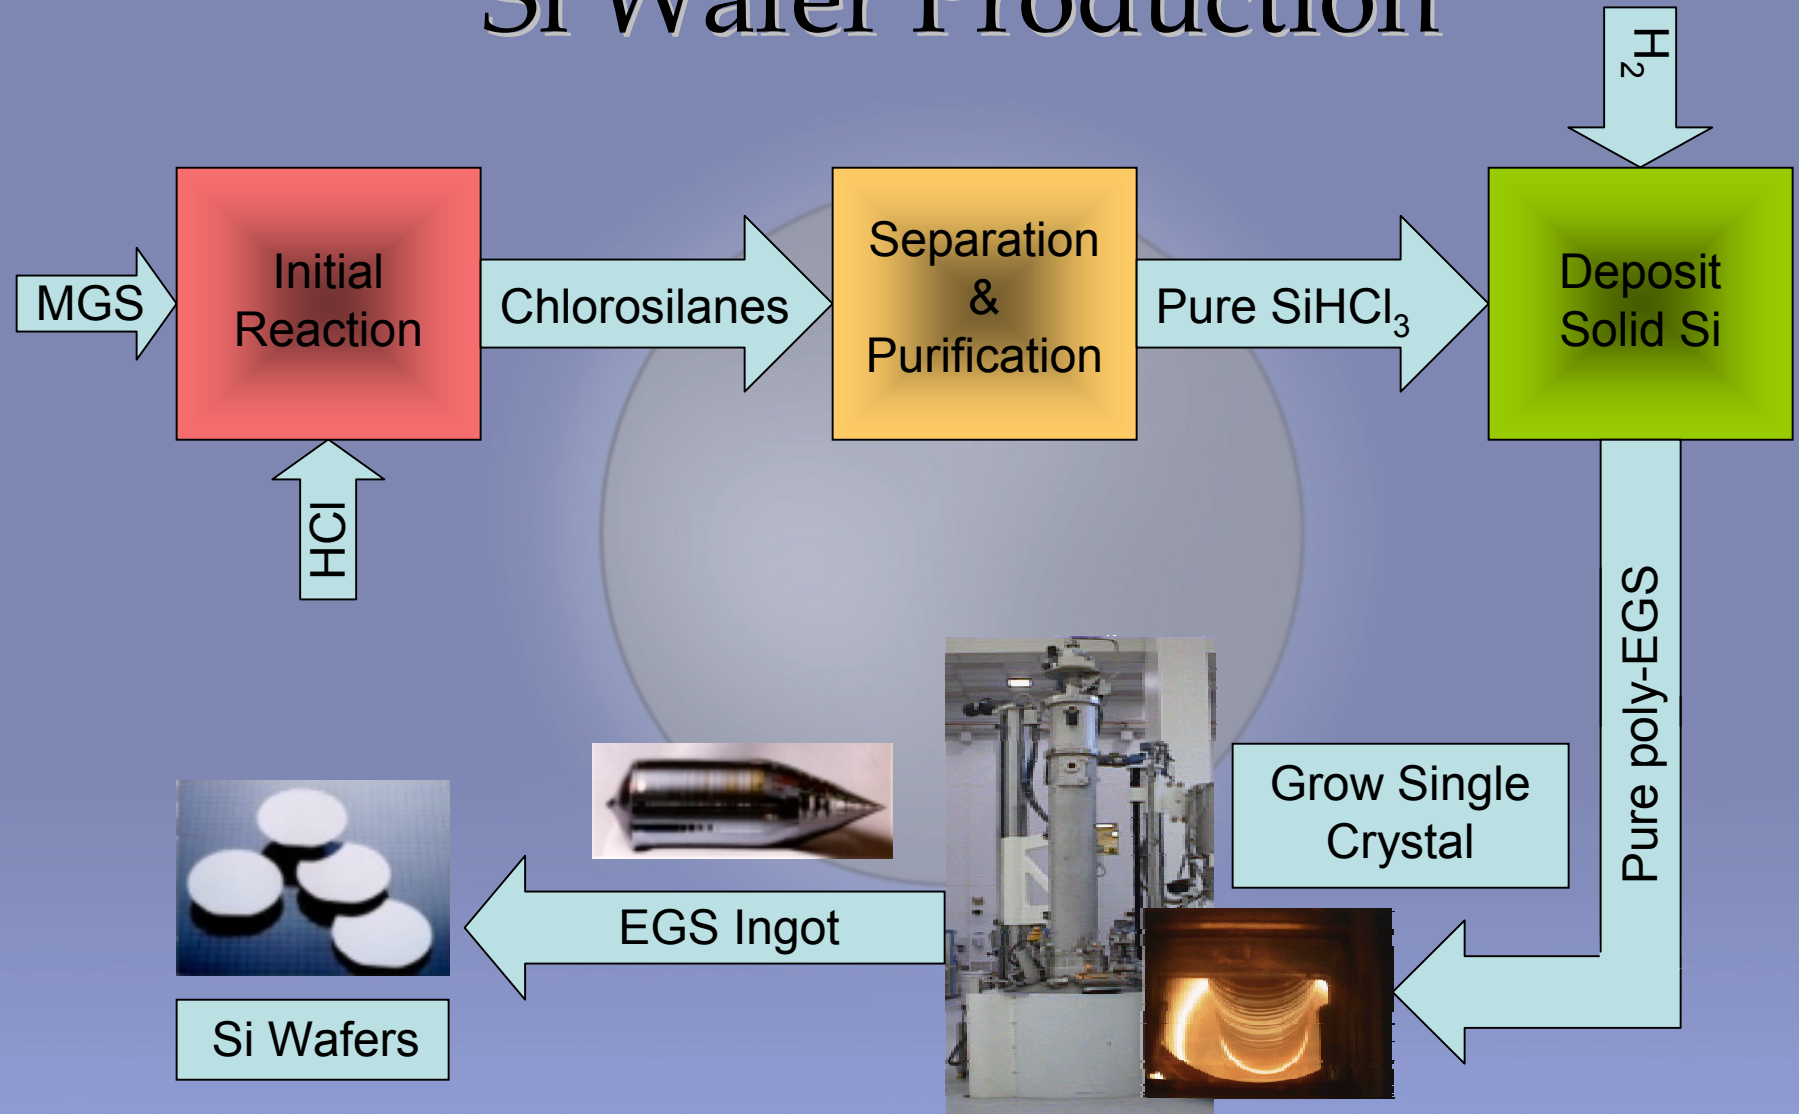 Si Wafer Production
H₂
MGS
Initial
Reaction
Chlorosilanes
Separation
&
Purification
Pure SiHCl₃
Deposit
Solid Si
HCl
Pure poly-EGS
Grow Single
Crystal
EGS Ingot
Si Wafers